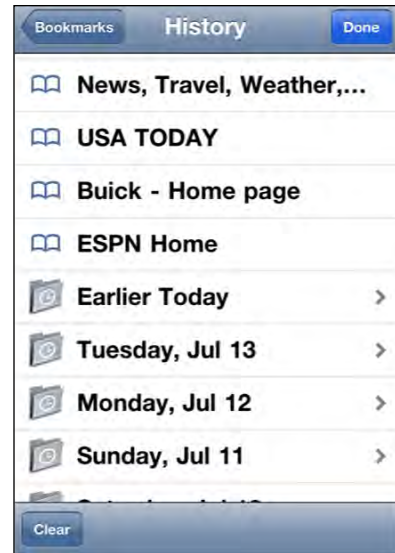 Bookmarks History Done
News, Travel, Weather,...
USA TODAY
Buick - Home page
ESPN Home
Earlier Today
Tuesday, Jul 13
Monday, Jul 12
Sunday, Jul 11
Clear